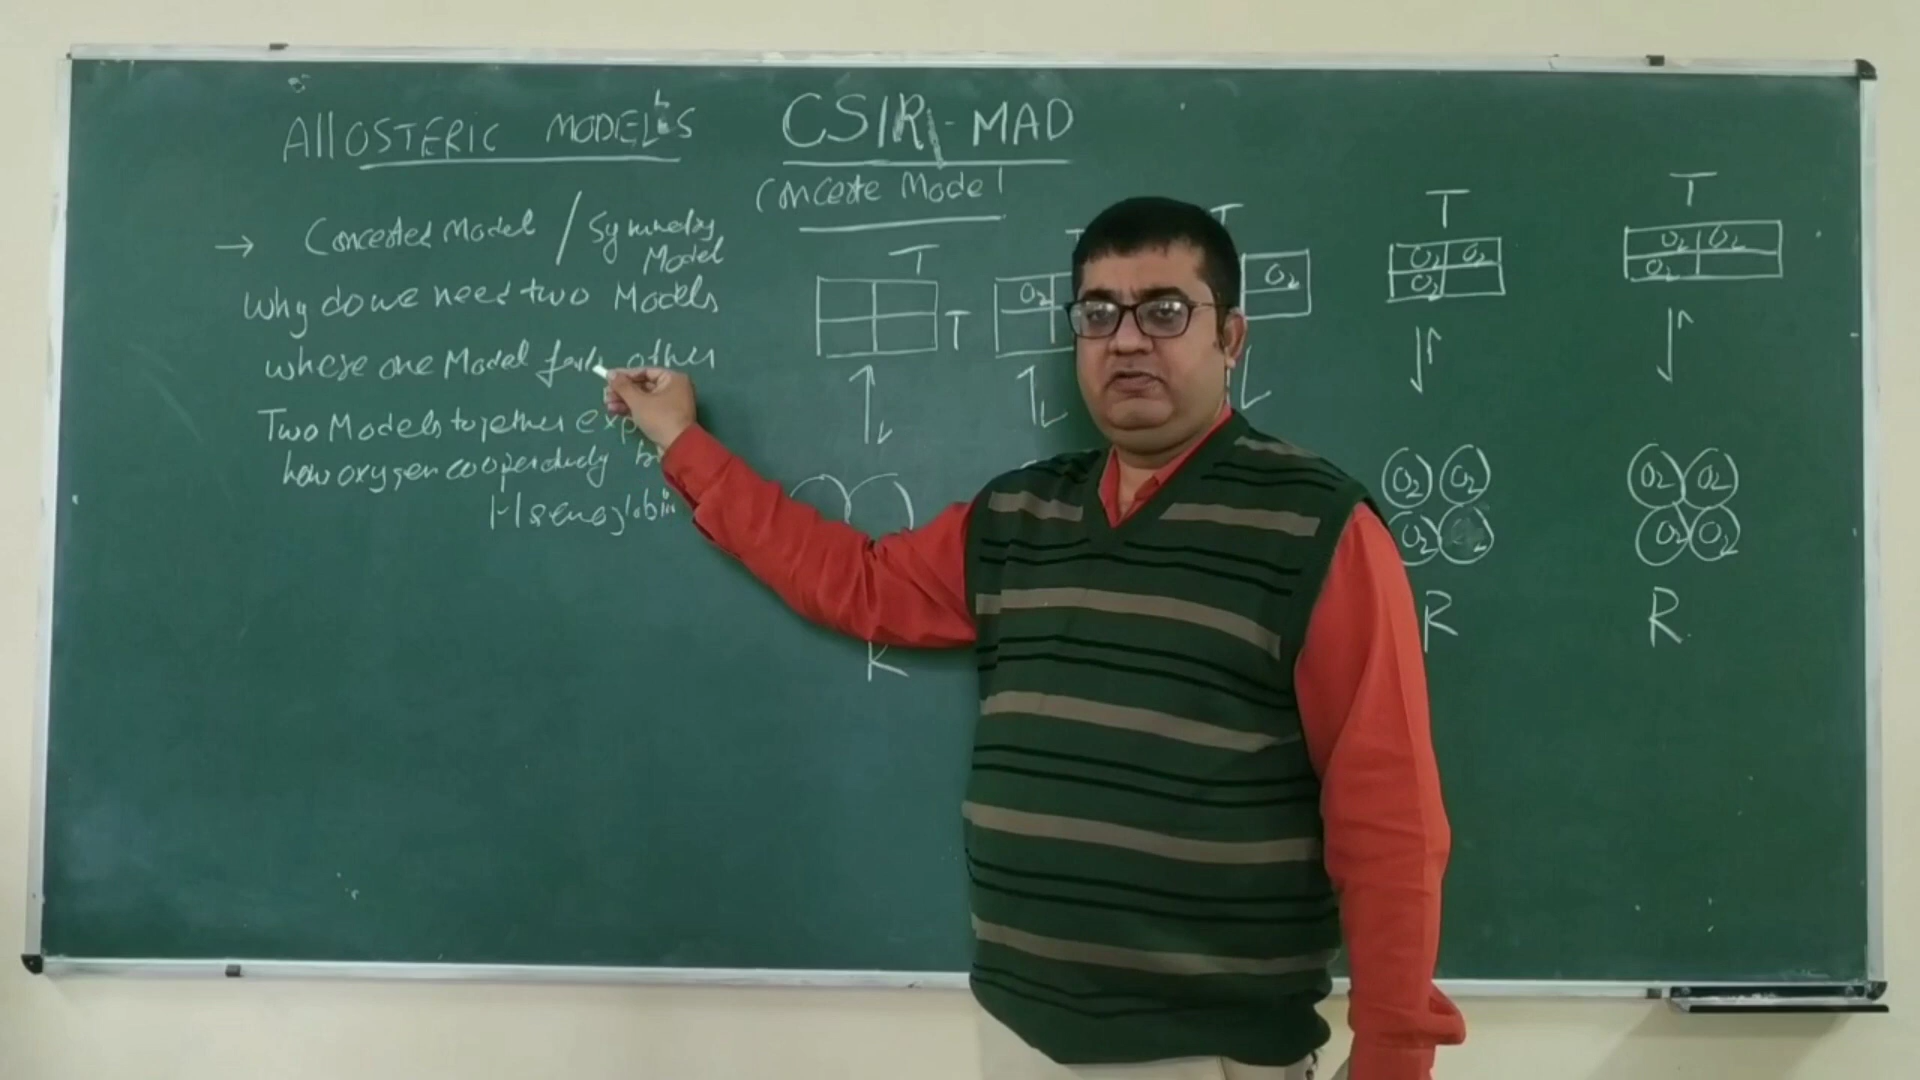 AllOSTERIC MODELS
CSIR-MAD
Concerte Model
→ Concerted Model / Symmetry
Model
Why do we need two Models
where one Model fails other
Two Models together exp
how oxygen cooperatively
Haemoglobin
T
T
O2
O2
T
O2 O2
O2
T
O2 O2
O2
O2 O2
O2
R
O2 O2
O2 O2
R
R